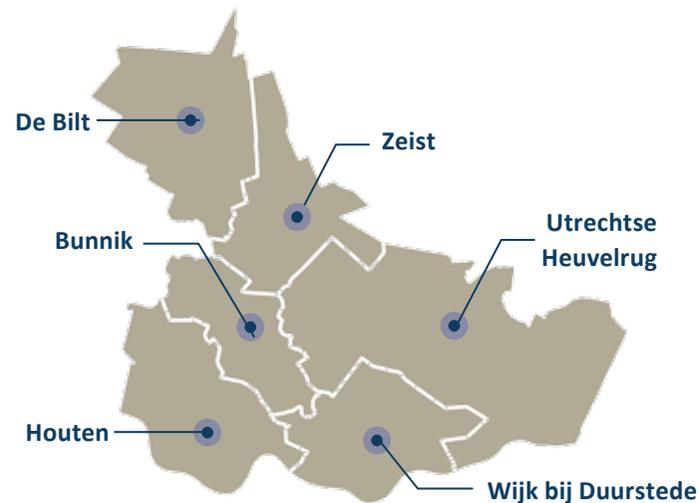 De Bilt
Zeist
Utrechtse
Heuvelrug
Bunnik
Houten
Wijk bij Duurstede